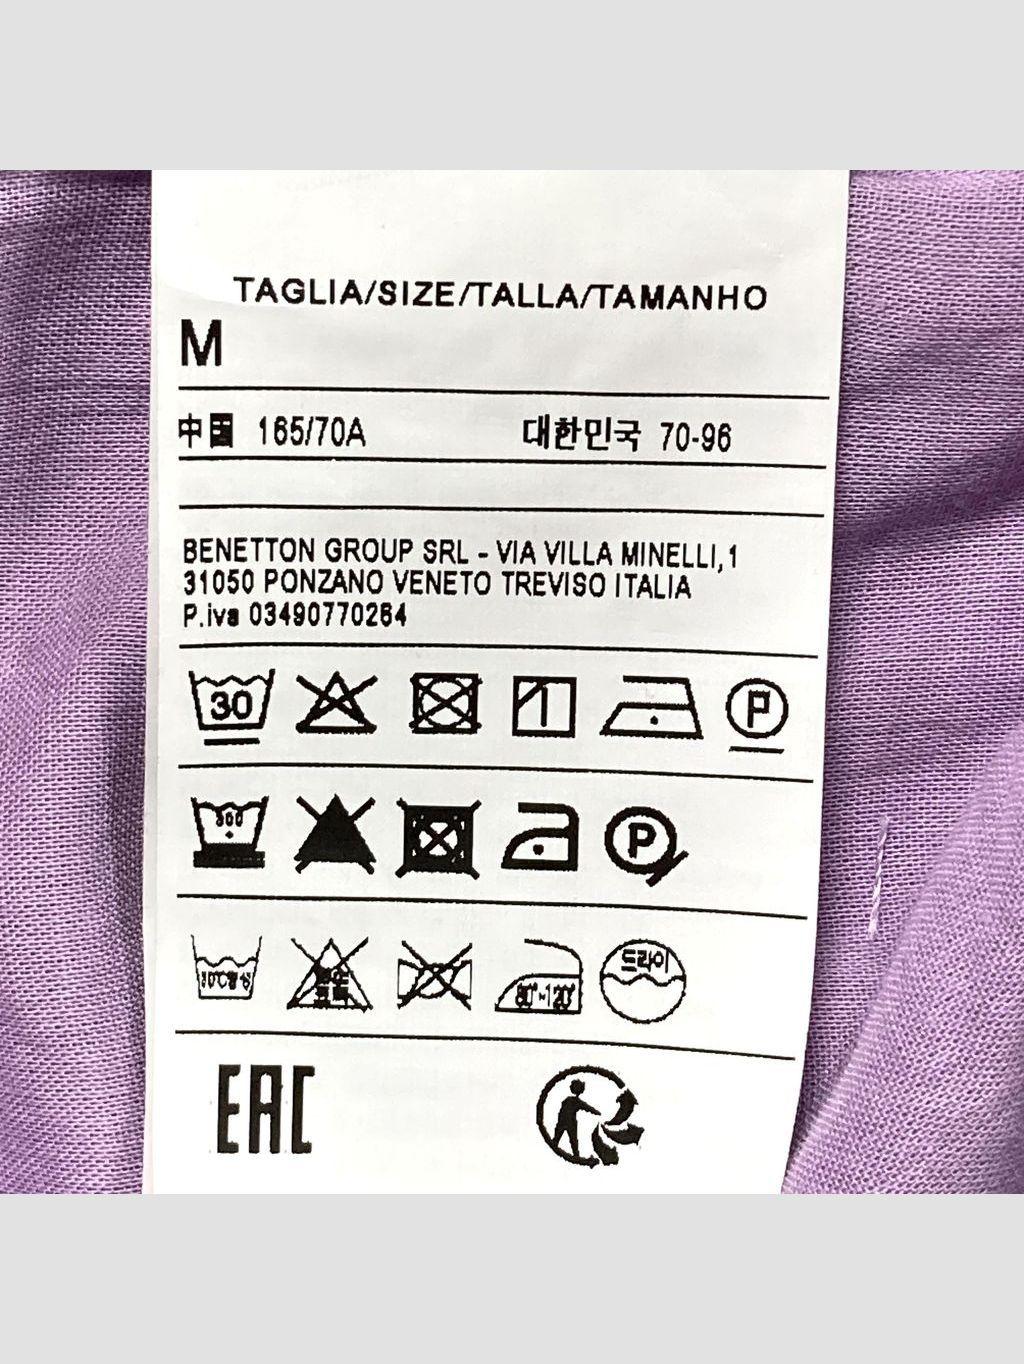 TAGLIA/SIZE/TALLA/TAMANHO
M
中国 165/70A 대한민국 70-96
BENETTON GROUP SRL - VIA VILLA MINELLI,1
31050 PONZANO VENETO TREVISO ITALIA
P.iva 03490770264
30 P
P
드라이
EAC